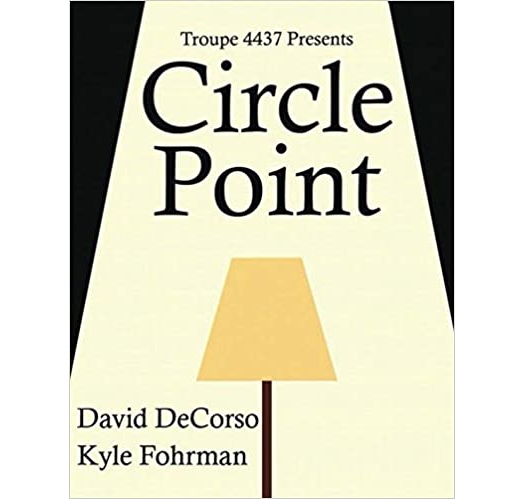 Troupe 4437 Presents
Circle
Point
David DeCorso
Kyle Fohrman